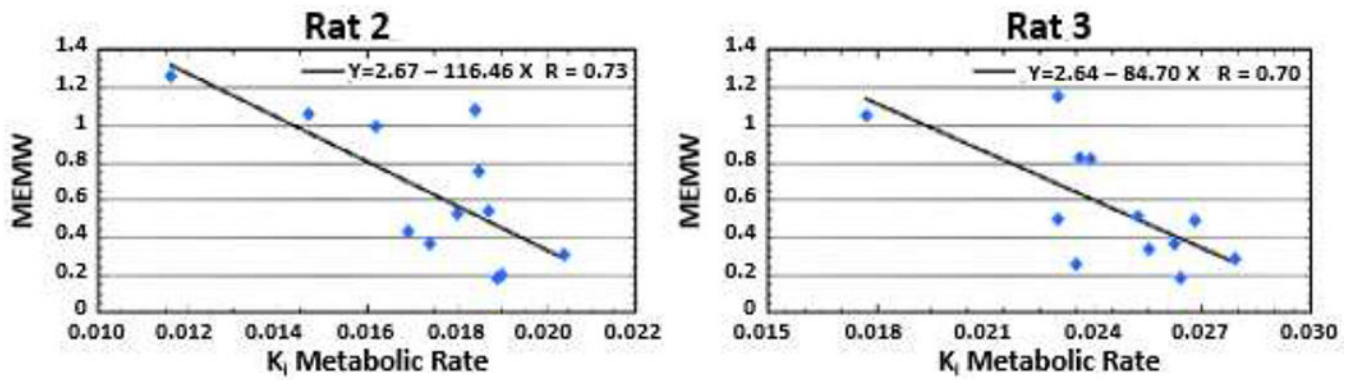 Rat 2
1.4
1.2
1
0.8
0.6
0.4
0.2
0
MEMW
Y=2.67 – 116.46 X R = 0.73
0.010 0.012 0.014 0.016 0.018 0.020 0.022
Ki Metabolic Rate
Rat 3
1.4
1.2
1
0.8
0.6
0.4
0.2
0
MEMW
Y=2.64 – 84.70 X R = 0.70
0.015 0.018 0.021 0.024 0.027 0.030
Ki Metabolic Rate